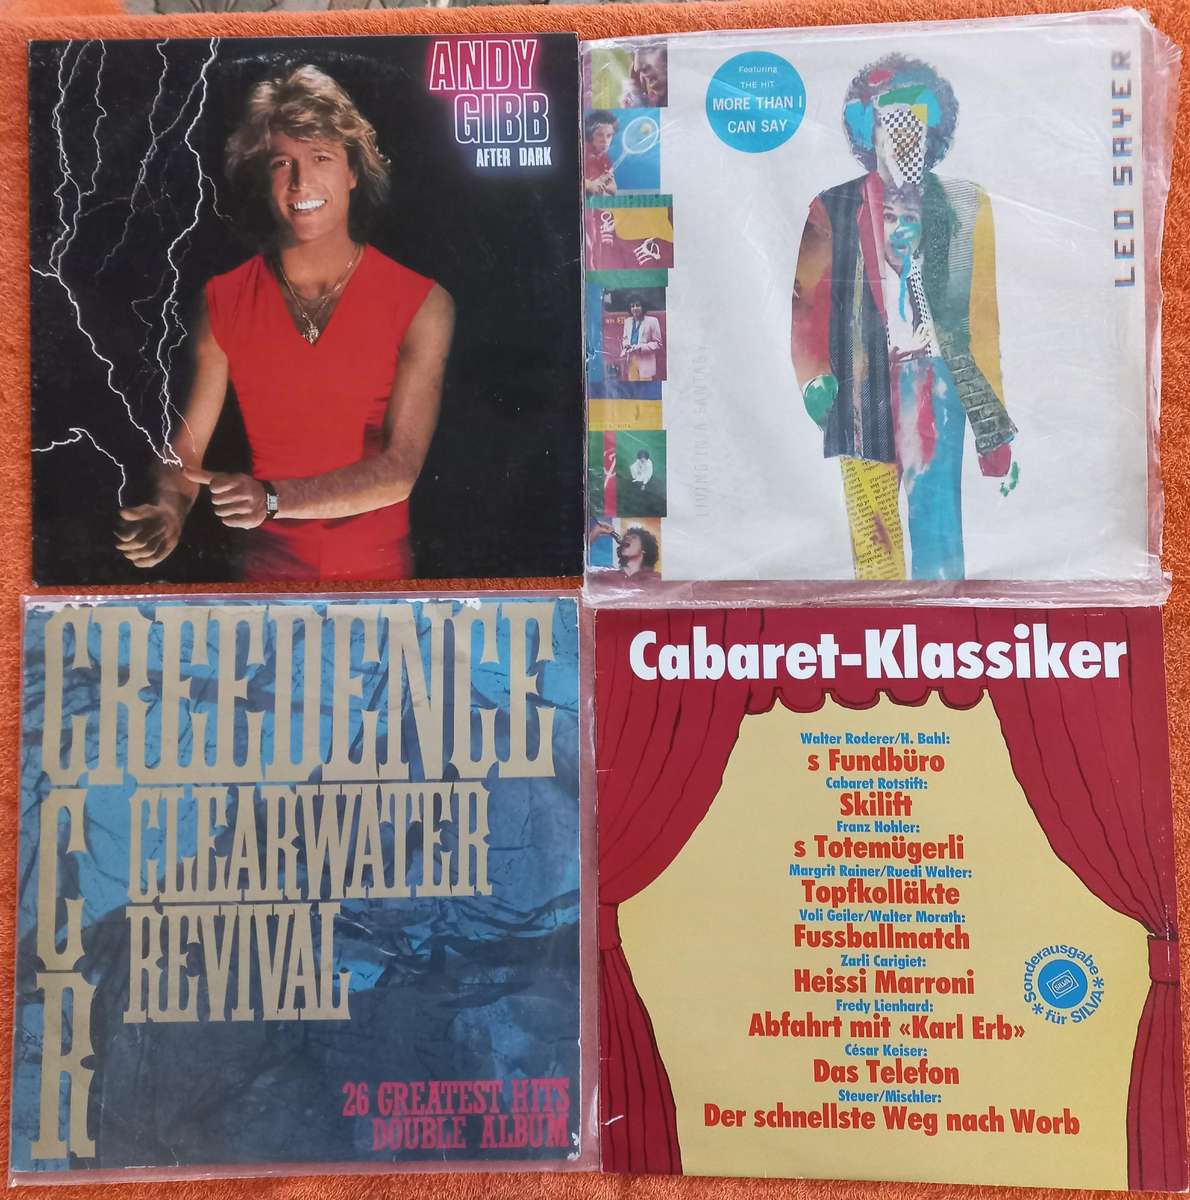 ANDY
GIBB
AFTER DARK
Featuring
THE HIT
MORE THAN I
CAN SAY
LEO SAYER
LIVING IN A FANTASY
CREEDENCE
CLEARWATER
REVIVAL
CCR
26 GREATEST HITS
DOUBLE ALBUM
Cabaret-Klassiker
Walter Roderer/H. Bahl:
s Fundbüro
Cabaret Rotstift:
Skilift
Franz Hohler:
s Totemügerli
Margrit Rainer/Ruedi Walter:
Topfkolläkte
Voli Geiler/Walter Morath:
Fussballmatch
Zarli Carigiet:
Heissi Marroni
Fredy Lienhard:
Abfahrt mit «Karl Erb»
César Keiser:
Das Telefon
Steuer/Mischler:
Der schnellste Weg nach Worb
*Sonderausgabe*
für SILVA
SILVA